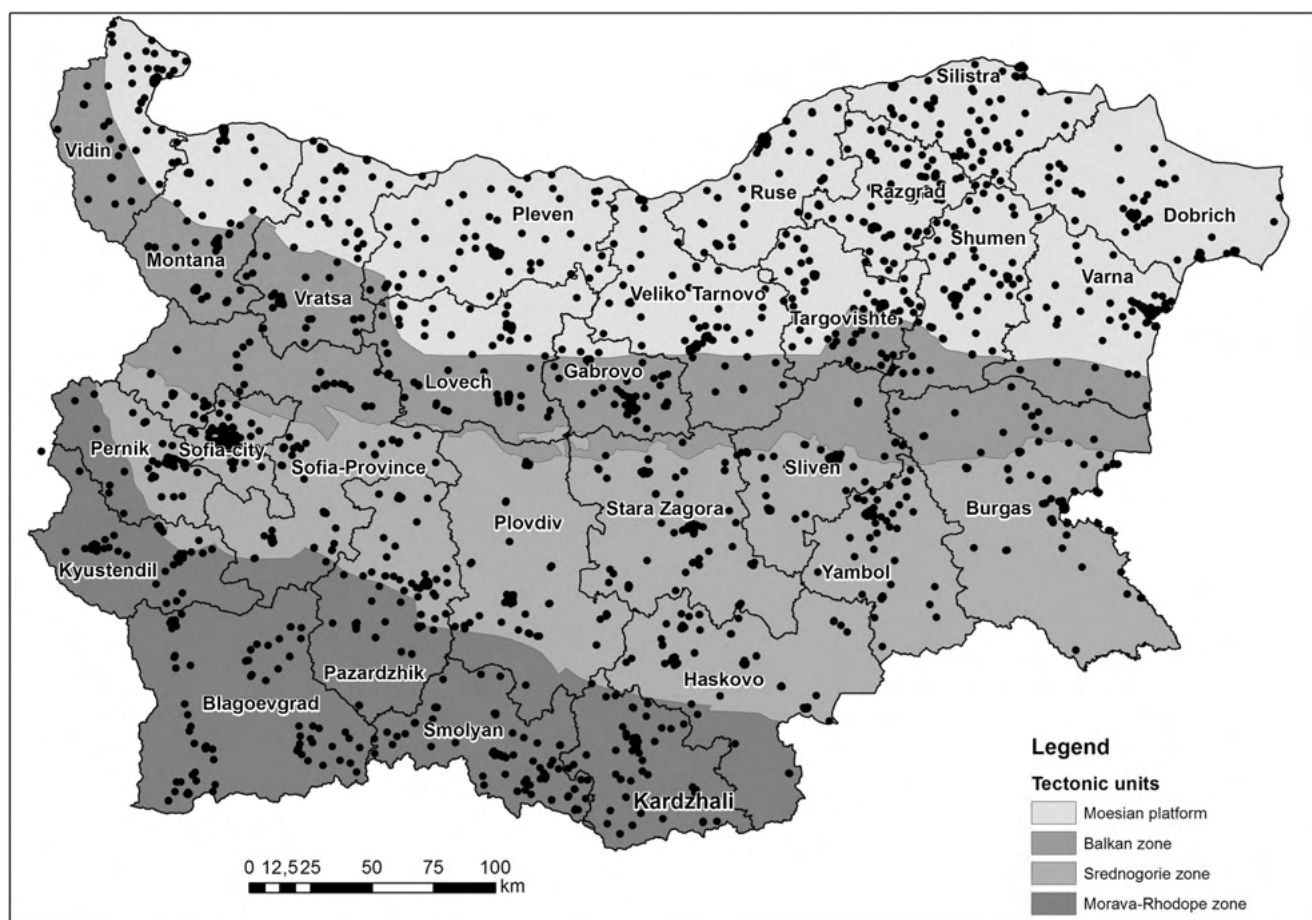 Silistra
Vidin
Ruse
Razgrad
Pleven
Dobrich
Shumen
Montana
Varna
Vratsa
Veliko Tarnovo
Targovishte
Lovech
Gabrovo
Pernik
Sofia-city
Sofia-Province
Sliven
Stara Zagora
Burgas
Plovdiv
Kyustendil
Yambol
Pazardzhik
Haskovo
Blagoevgrad
Smolyan
Kardzhali
Legend
Tectonic units
Moesian platform
Balkan zone
Srednogorie zone
Morava-Rhodope zone
0 12,525 50 75 100
km